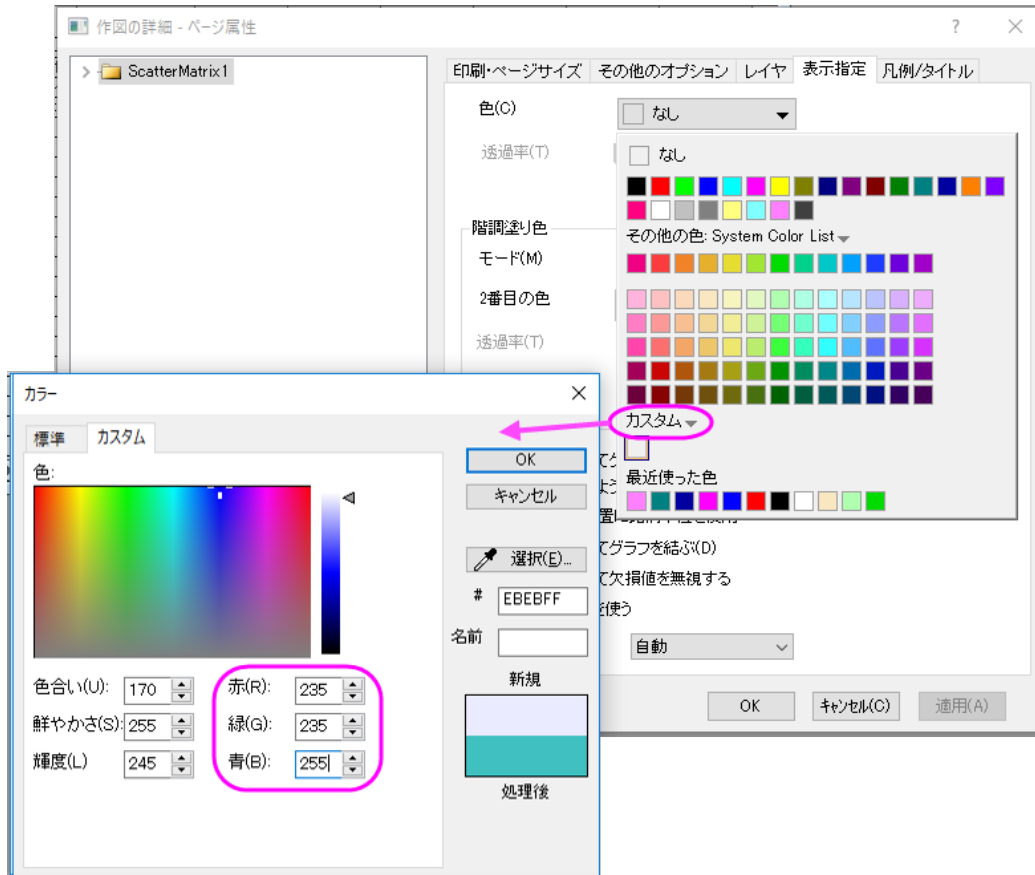 作図の詳細 - ページ属性
?
ScatterMatrix1
印刷・ページサイズ その他のオプション レイヤ 表示指定 凡例/タイトル
色(C)
なし
透過率(T)
なし
その他の色: System Color List
階調塗り色
モード(M)
2番目の色
透過率(T)
カスタム
最近使った色
てグラフを結ぶ(D)
て欠損値を無視する
を使う
自動
OK キャンセル(C) 適用(A)
カラー
標準 カスタム
色:
OK
キャンセル
選択(E)...
# EBEBFF
名前
新規
処理後
色合い(U): 170 赤(R): 235
鮮やかさ(S): 255 緑(G): 235
輝度(L) 245 青(B): 255